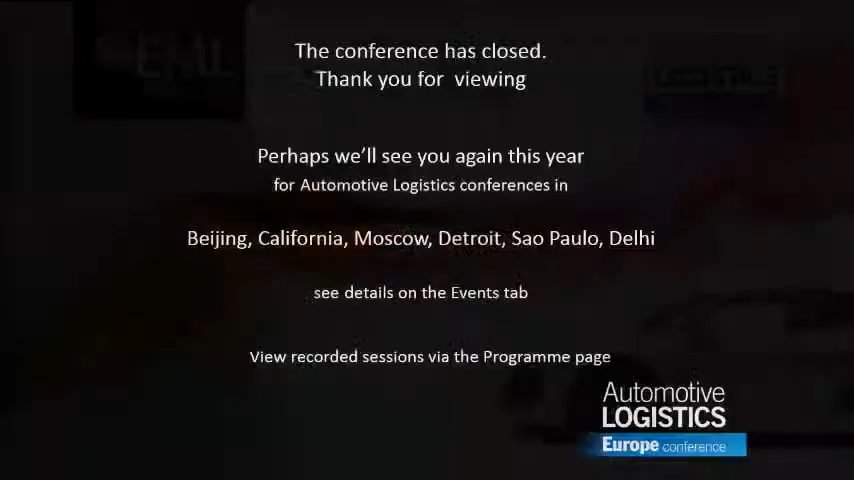 The conference has closed.
Thank you for viewing
Perhaps we'll see you again this year
for Automotive Logistics conferences in
Beijing, California, Moscow, Detroit, Sao Paulo, Delhi
see details on the Events tab
View recorded sessions via the Programme page
Automotive
LOGISTICS
Europe conference